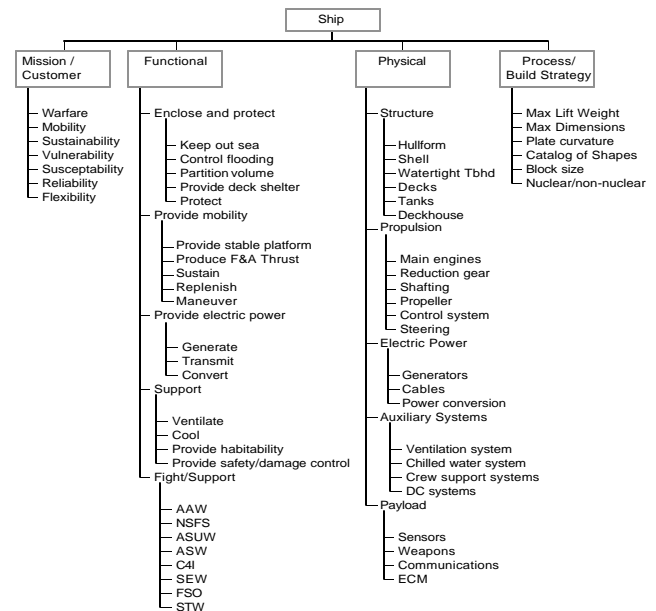 Ship
Mission /
Customer
Warfare
Mobility
Sustainability
Vulnerability
Susceptability
Reliability
Flexibility
Functional
Enclose and protect
Keep out sea
Control flooding
Partition volume
Provide deck shelter
Protect
Provide mobility
Provide stable platform
Produce F&A Thrust
Sustain
Replenish
Maneuver
Provide electric power
Generate
Transmit
Convert
Support
Ventilate
Cool
Provide habitability
Provide safety/damage control
Fight/Support
AAW
NSFS
ASUW
ASW
C4I
SEW
FSO
STW
Physical
Structure
Hullform
Shell
Watertight Tbhd
Decks
Tanks
Deckhouse
Propulsion
Main engines
Reduction gear
Shafting
Propeller
Control system
Steering
Electric Power
Generators
Cables
Power conversion
Auxiliary Systems
Ventilation system
Chilled water system
Crew support systems
DC systems
Payload
Sensors
Weapons
Communications
ECM
Process/
Build Strategy
Max Lift Weight
Max Dimensions
Plate curvature
Catalog of Shapes
Block size
Nuclear/non-nuclear